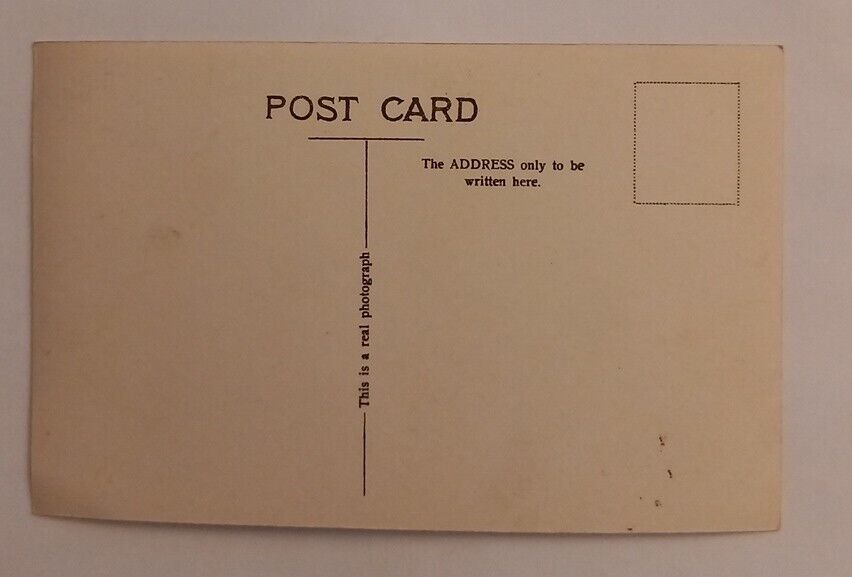 POST CARD
The ADDRESS only to be
written here.
This is a real photograph